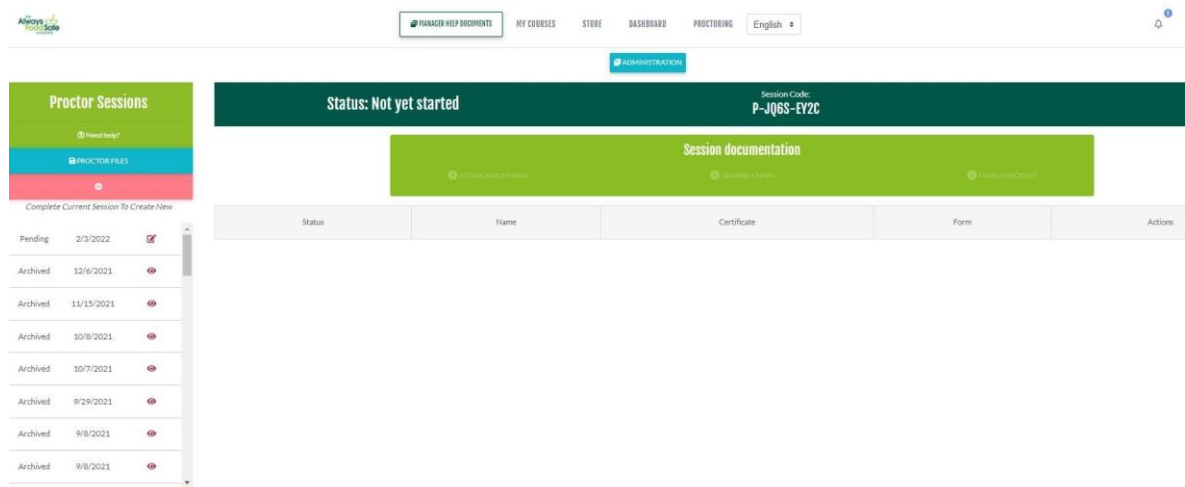 the
Always
Food Safe
company
MANAGER HELP DOCUMENTS MY COURSES STORE DASHBOARD PROCTORING English 0
ADMINISTRATION
Proctor Sessions
Need help?
PROCTOR FILES
Complete Current Session To Create New
Pending 2/3/2022
Archived 12/6/2021
Archived 11/15/2021
Archived 10/8/2021
Archived 10/7/2021
Archived 9/29/2021
Archived 9/8/2021
Archived 9/8/2021
Status: Not yet started
Session Code:
P-JQ6S-EY2C
Session documentation
ATTENDANCE FORM SEATING CHART FINAL CHECKLIST
Status Name Certificate Form Actions